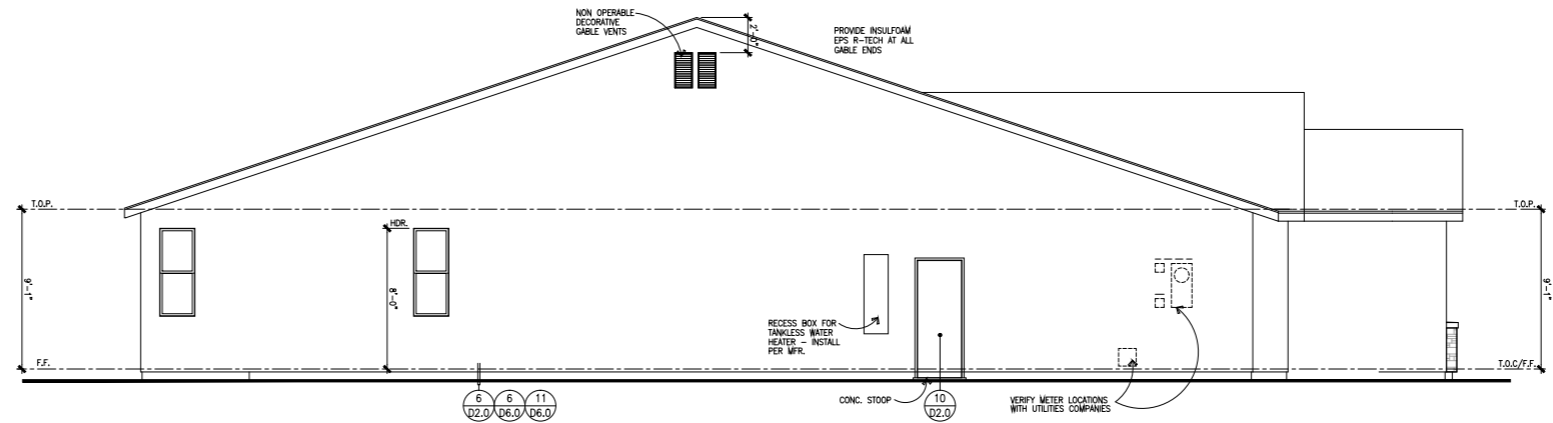 NON OPERABLE
DECORATIVE
GABLE VENTS
2'-0"
PROVIDE INSULFOAM
EPS R-TECH AT ALL
GABLE ENDS
T.O.P.
T.O.P.
HDR.
9'-1"
8'-0"
9'-1"
RECESS BOX FOR
TANKLESS WATER
HEATER - INSTALL
PER MFR.
F.F.
T.O.C/F.F.
6
D2.0
6
D6.0
11
D6.0
CONC. STOOP
10
D2.0
VERIFY METER LOCATIONS
WITH UTILITIES COMPANIES